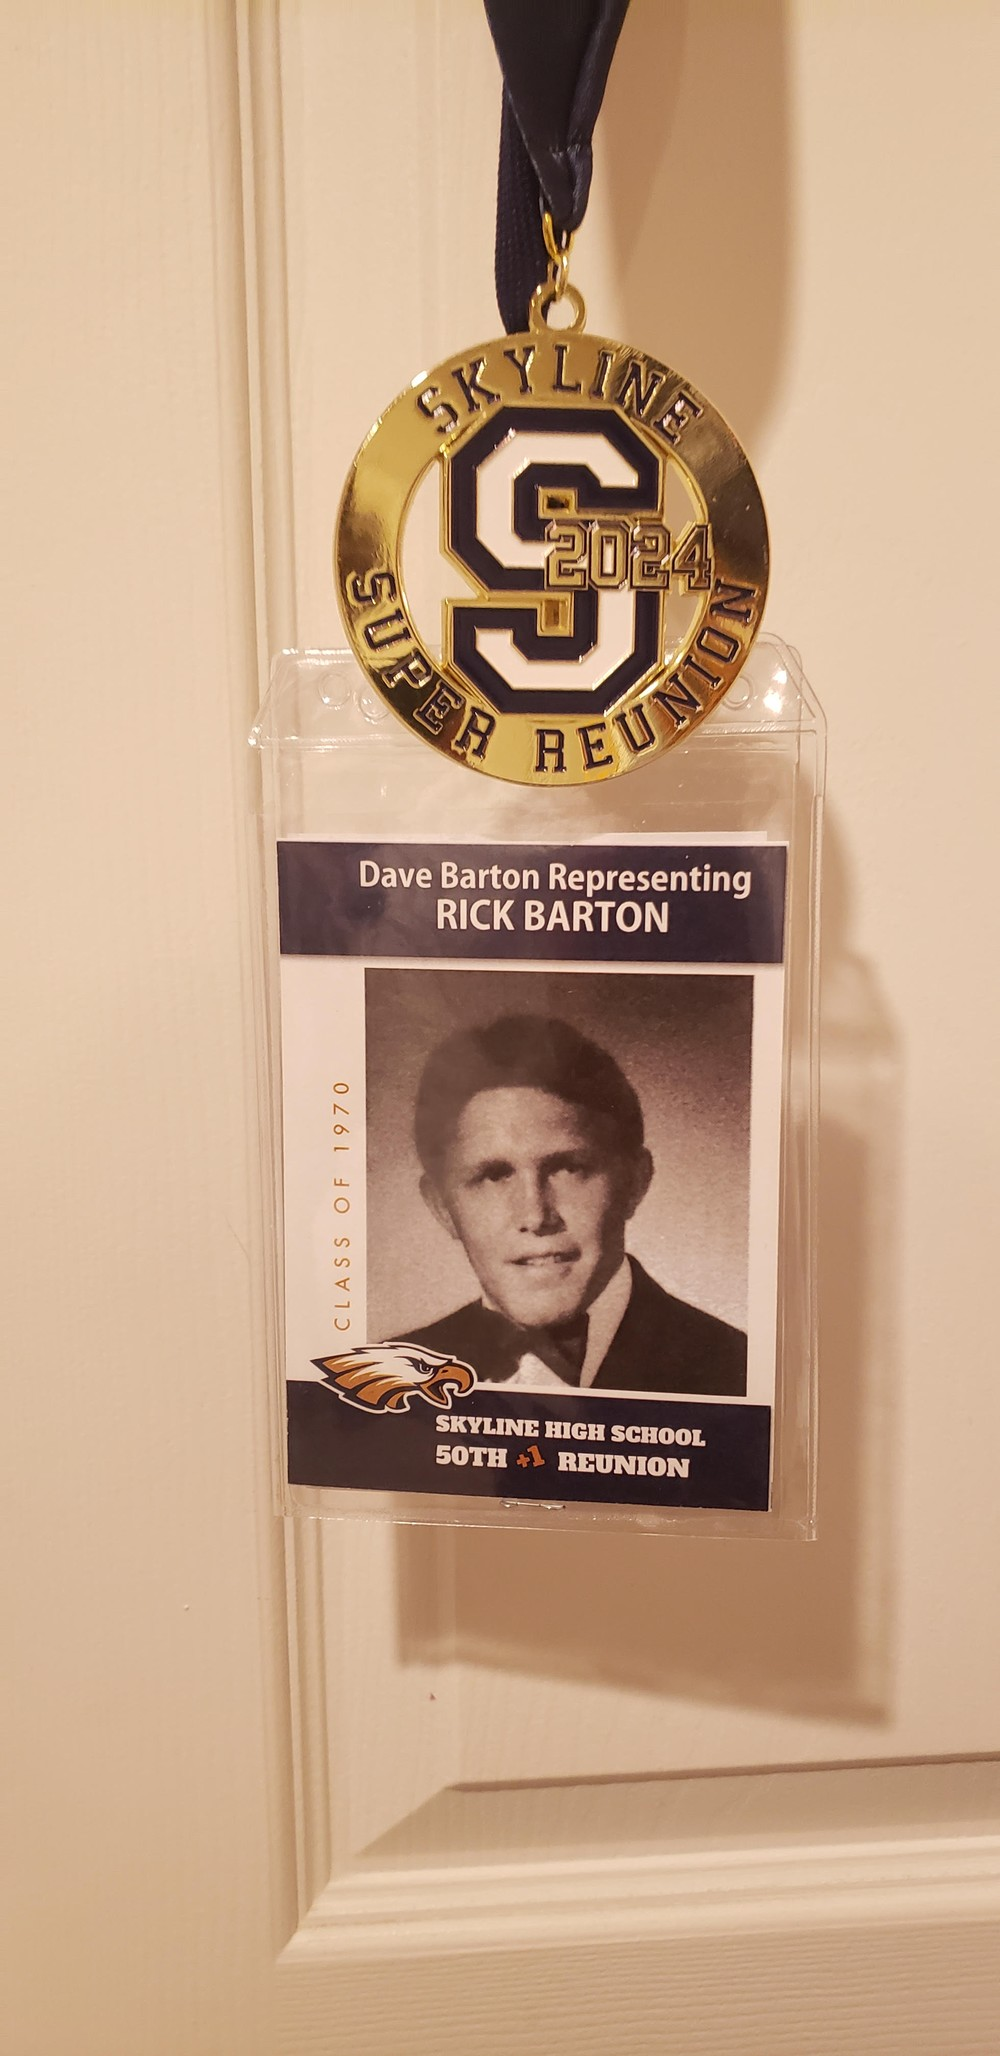 SKYLINE
S
2024
SUPER REUNION
Dave Barton Representing
RICK BARTON
CLASS OF 1970
SKYLINE HIGH SCHOOL
50TH +1 REUNION